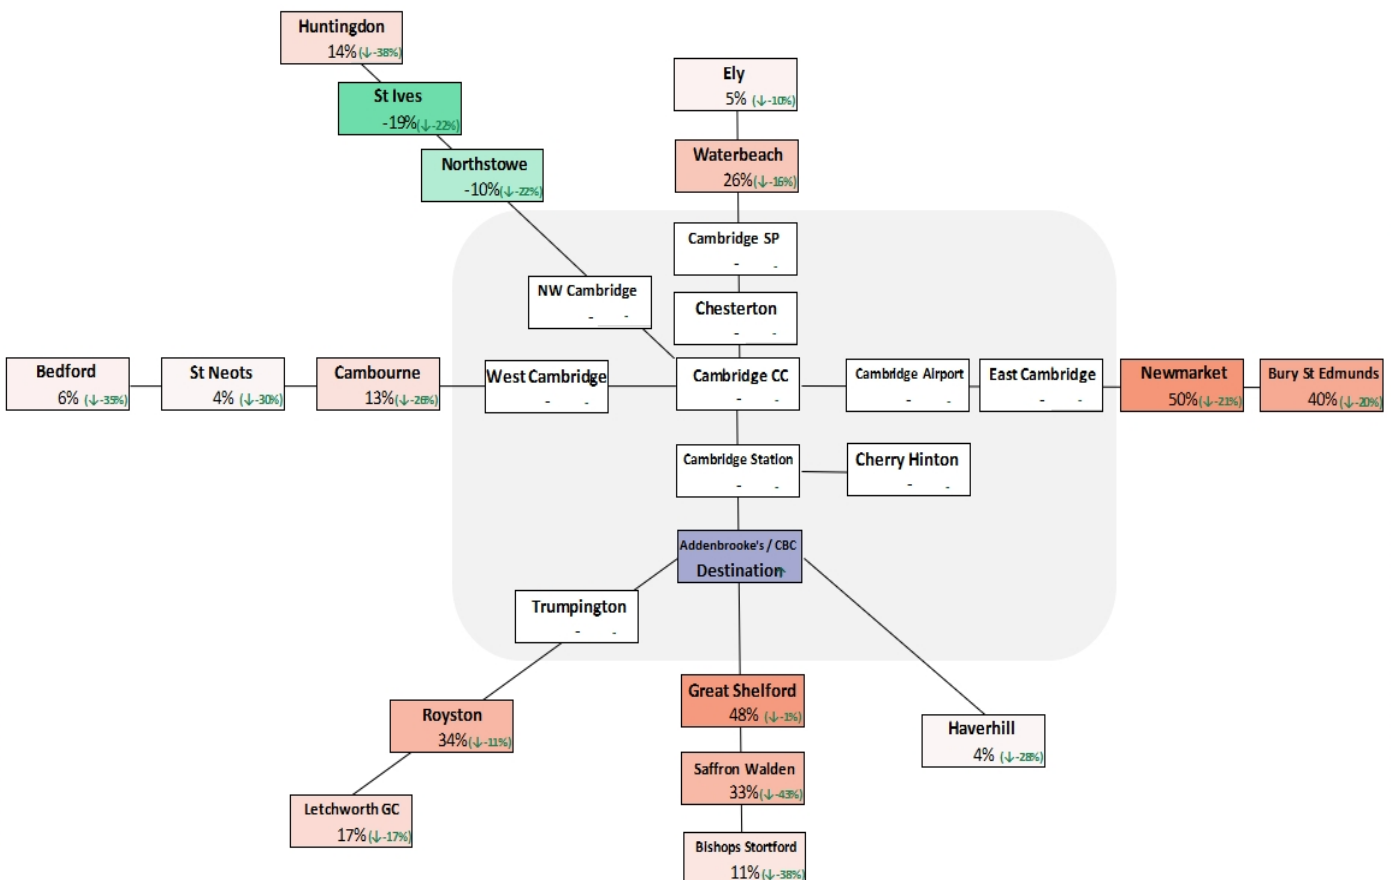 Huntingdon
14% (↓-38%)
St Ives
-19% (↓-22%)
Northstowe
-10% (↓-22%)
Ely
5% (↓-10%)
Waterbeach
26% (↓-16%)
Cambridge SP
- -
NW Cambridge
- -
Chesterton
- -
Bedford
6% (↓-35%)
St Neots
4% (↓-30%)
Cambourne
13% (↓-26%)
West Cambridge
- -
Cambridge CC
- -
Cambridge Airport
- -
East Cambridge
- -
Newmarket
50% (↓-21%)
Bury St Edmunds
40% (↓-20%)
Cambridge Station
- -
Cherry Hinton
- -
Addenbrooke's / CBC
Destination
Trumpington
- -
Great Shelford
48% (↓-1%)
Royston
34% (↓-11%)
Haverhill
4% (↓-28%)
Saffron Walden
33% (↓-43%)
Letchworth GC
17% (↓-17%)
Bishops Stortford
11% (↓-38%)